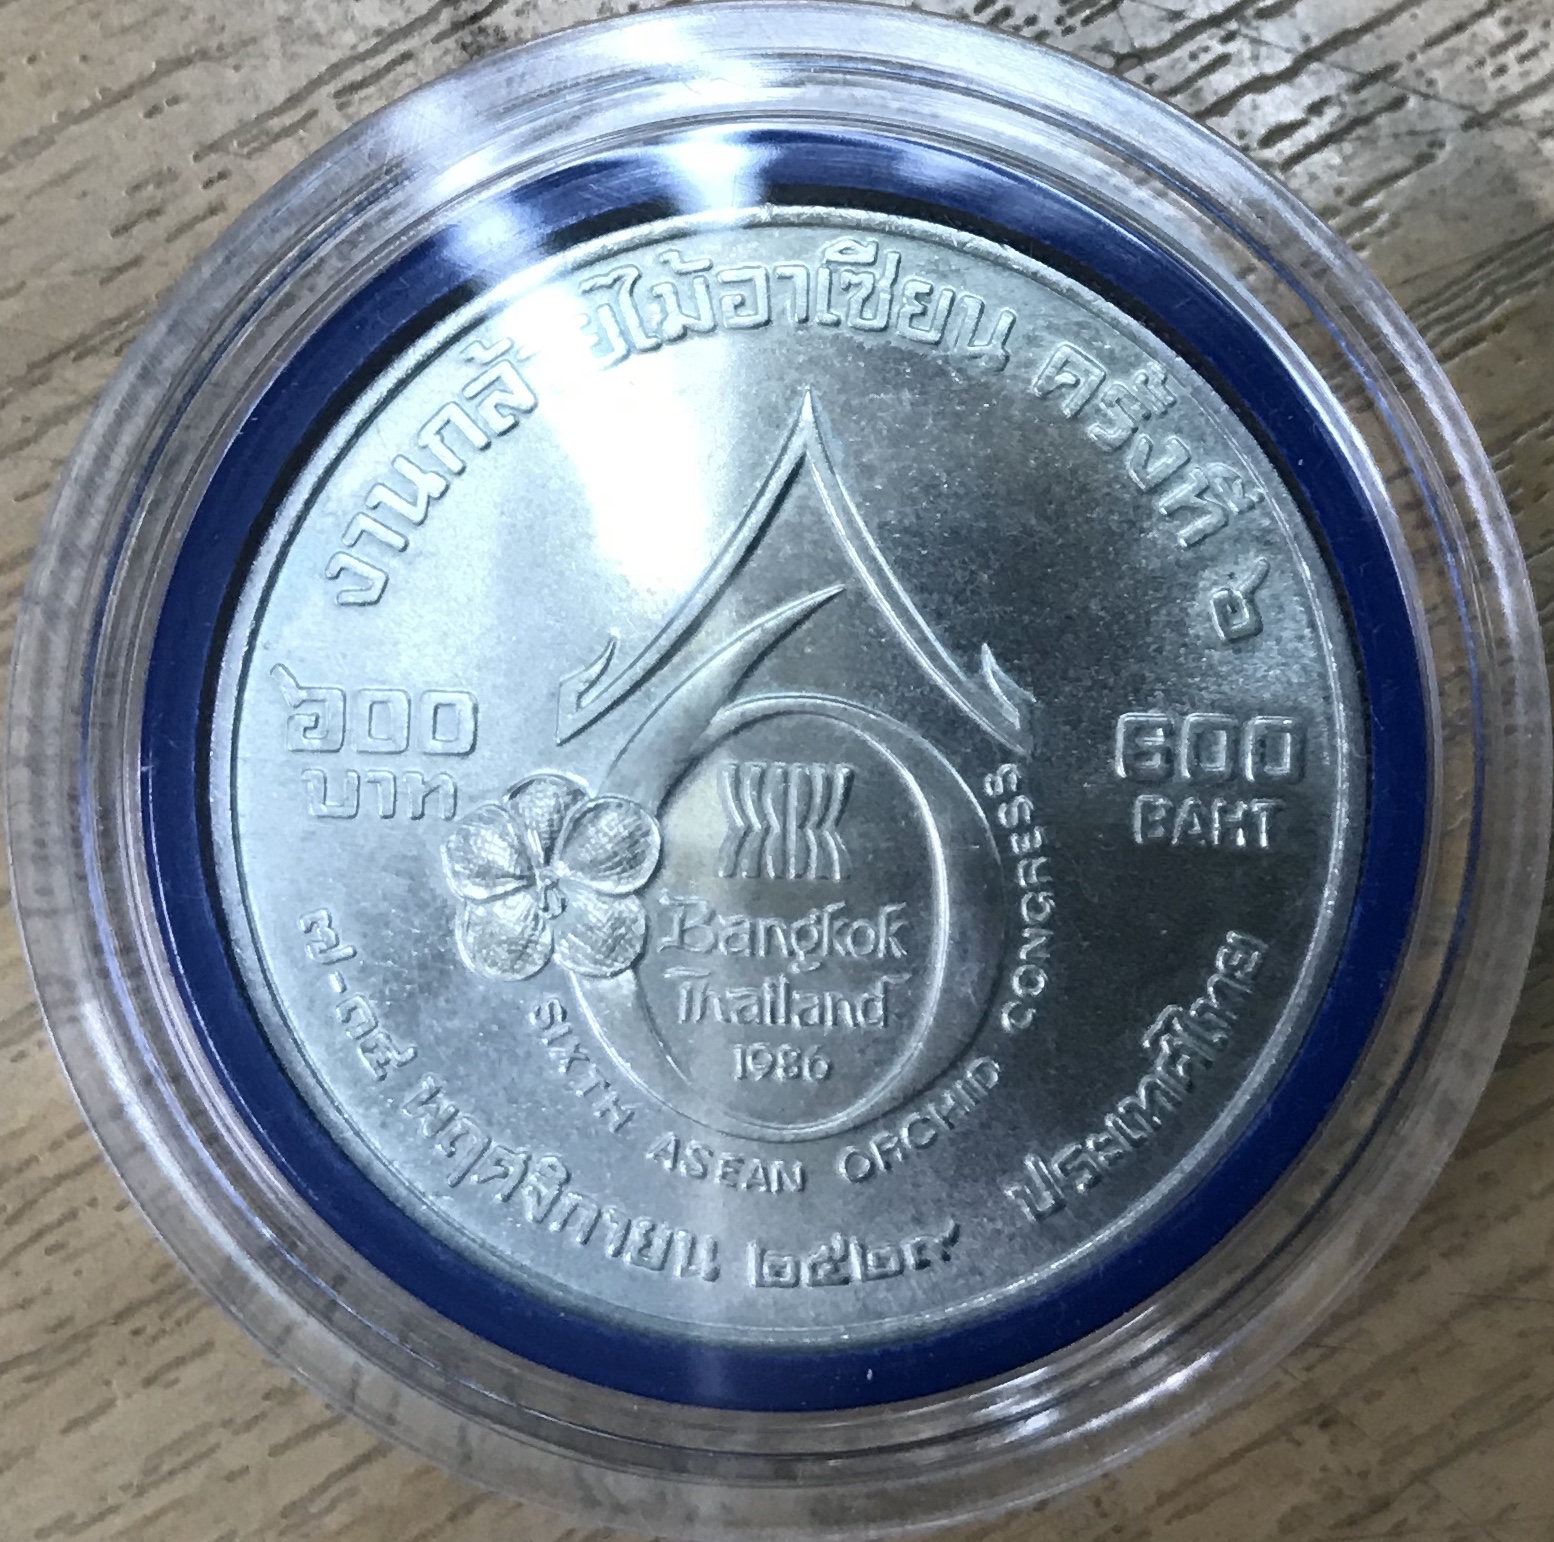 งานกล้วยไม้อาเซียน ครั้งที่ ๖
๖๐๐
บาท
600
BAHT
Bangkok
Thailand
1986
SIXTH ASEAN ORCHID CONGRESS
๗-๑๔ พฤศจิกายน ๒๕๒๙ ประเทศไทย